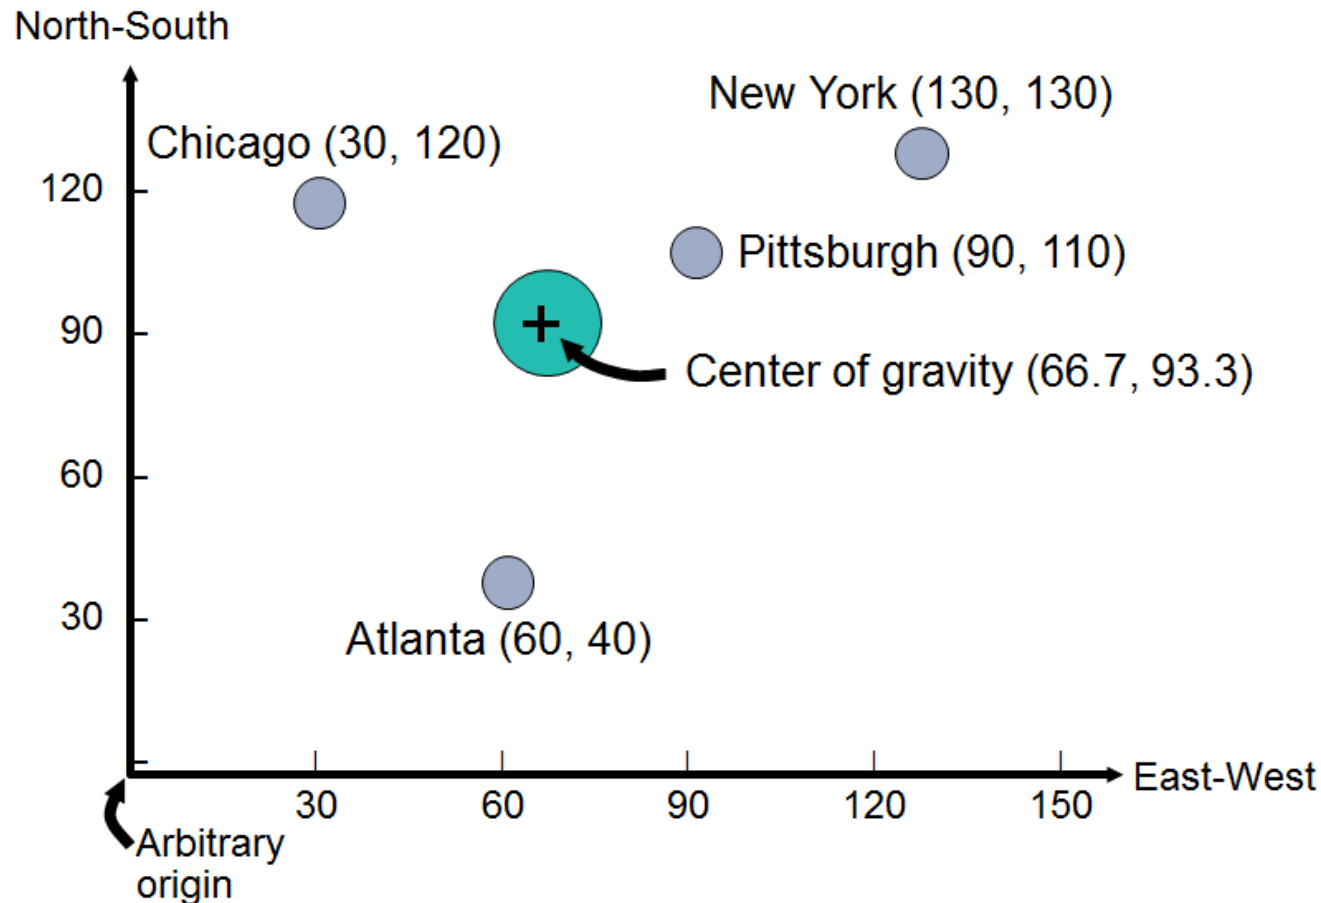 North-South
New York (130, 130)
Chicago (30, 120)
120
Pittsburgh (90, 110)
90
+
Center of gravity (66.7, 93.3)
60
30
Atlanta (60, 40)
East-West
30 60 90 120 150
Arbitrary
origin